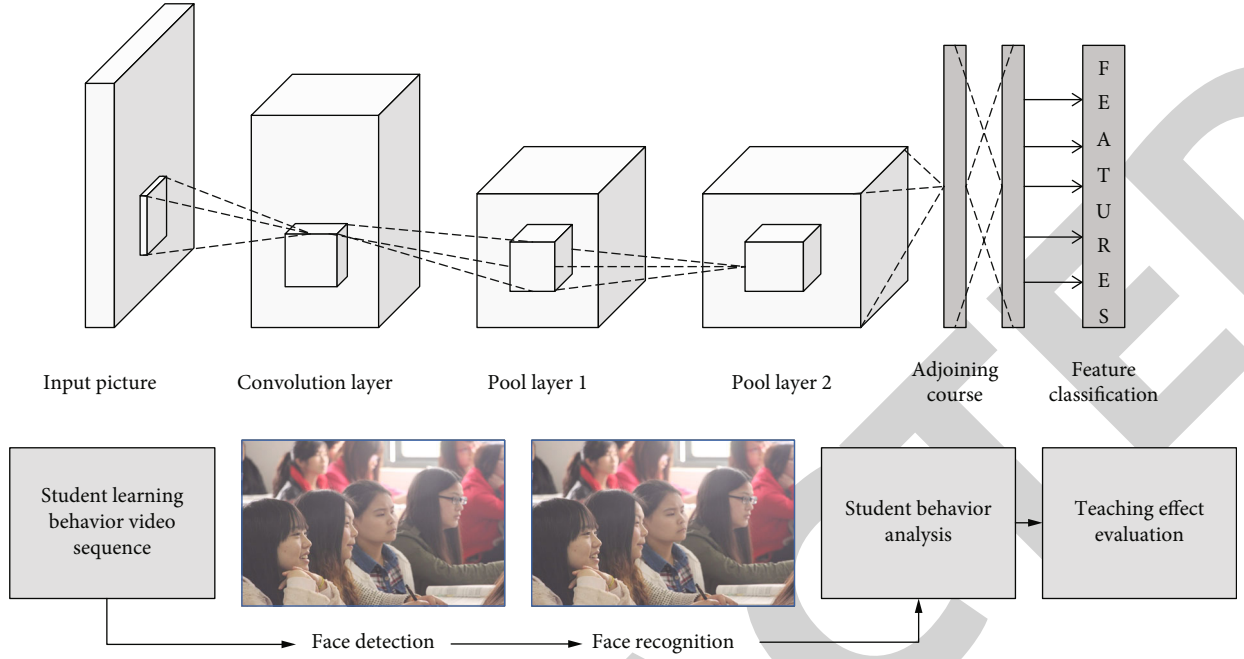 F
E
A
T
U
R
E
S
Input picture
Convolution layer
Pool layer 1
Pool layer 2
Adjoining
course
Feature
classification
Student learning
behavior video
sequence
Student behavior
analysis
Teaching effect
evaluation
Face detection
Face recognition
CTED